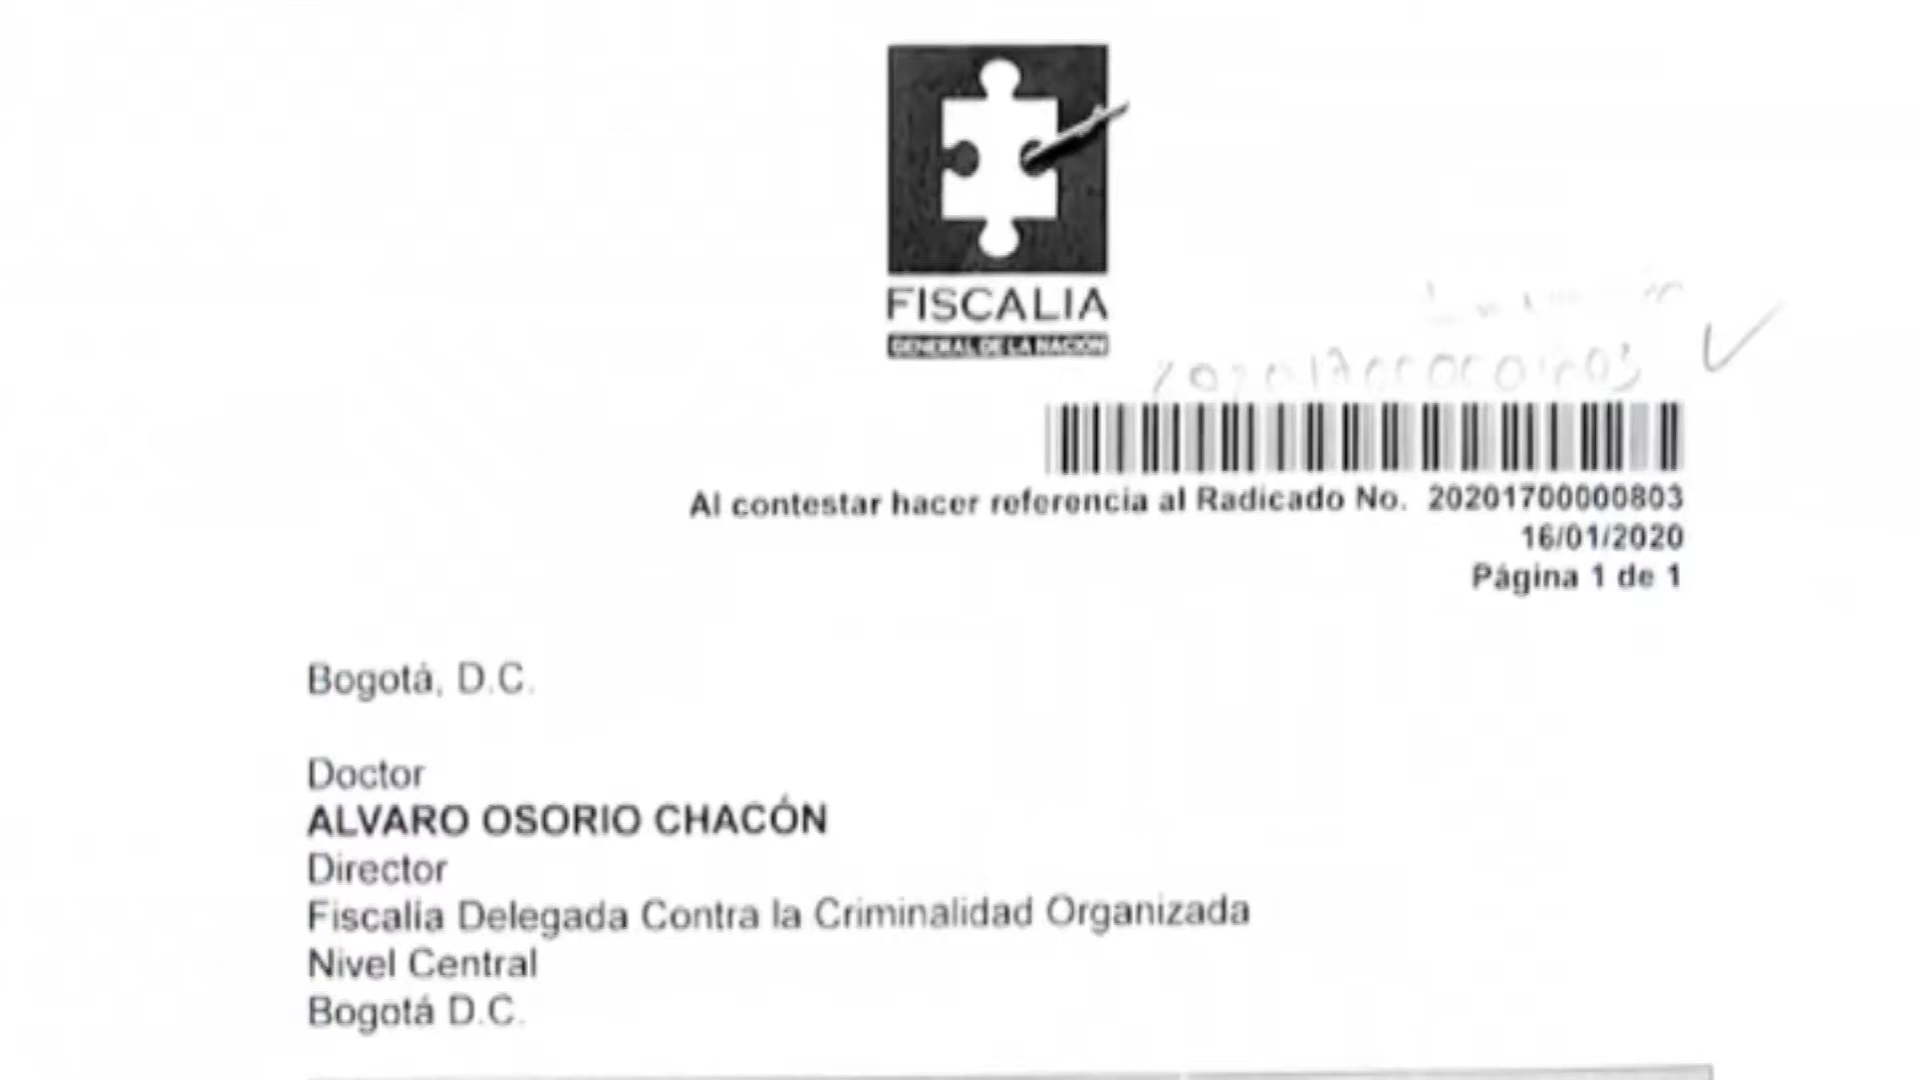 FISCALIA
GENERAL DE LA NACION
Al contestar hacer referencia al Radicado No. 20201700000803
16/01/2020
Página 1 de 1
Bogotá, D.C.
Doctor
ALVARO OSORIO CHACÓN
Director
Fiscalía Delegada Contra la Criminalidad Organizada
Nivel Central
Bogotá D.C.